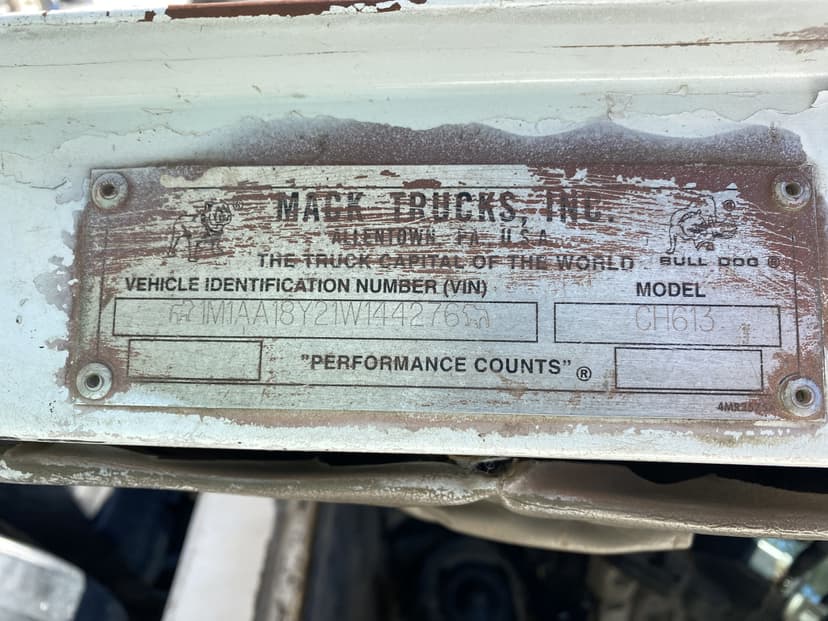 MACK TRUCKS, INC.
ALLENTOWN, PA. U.S.A.
THE TRUCK CAPITAL OF THE WORLD
BULL DOG ®
VEHICLE IDENTIFICATION NUMBER (VIN)
MODEL
1M1AA18Y21W144276
CH613
"PERFORMANCE COUNTS" ®